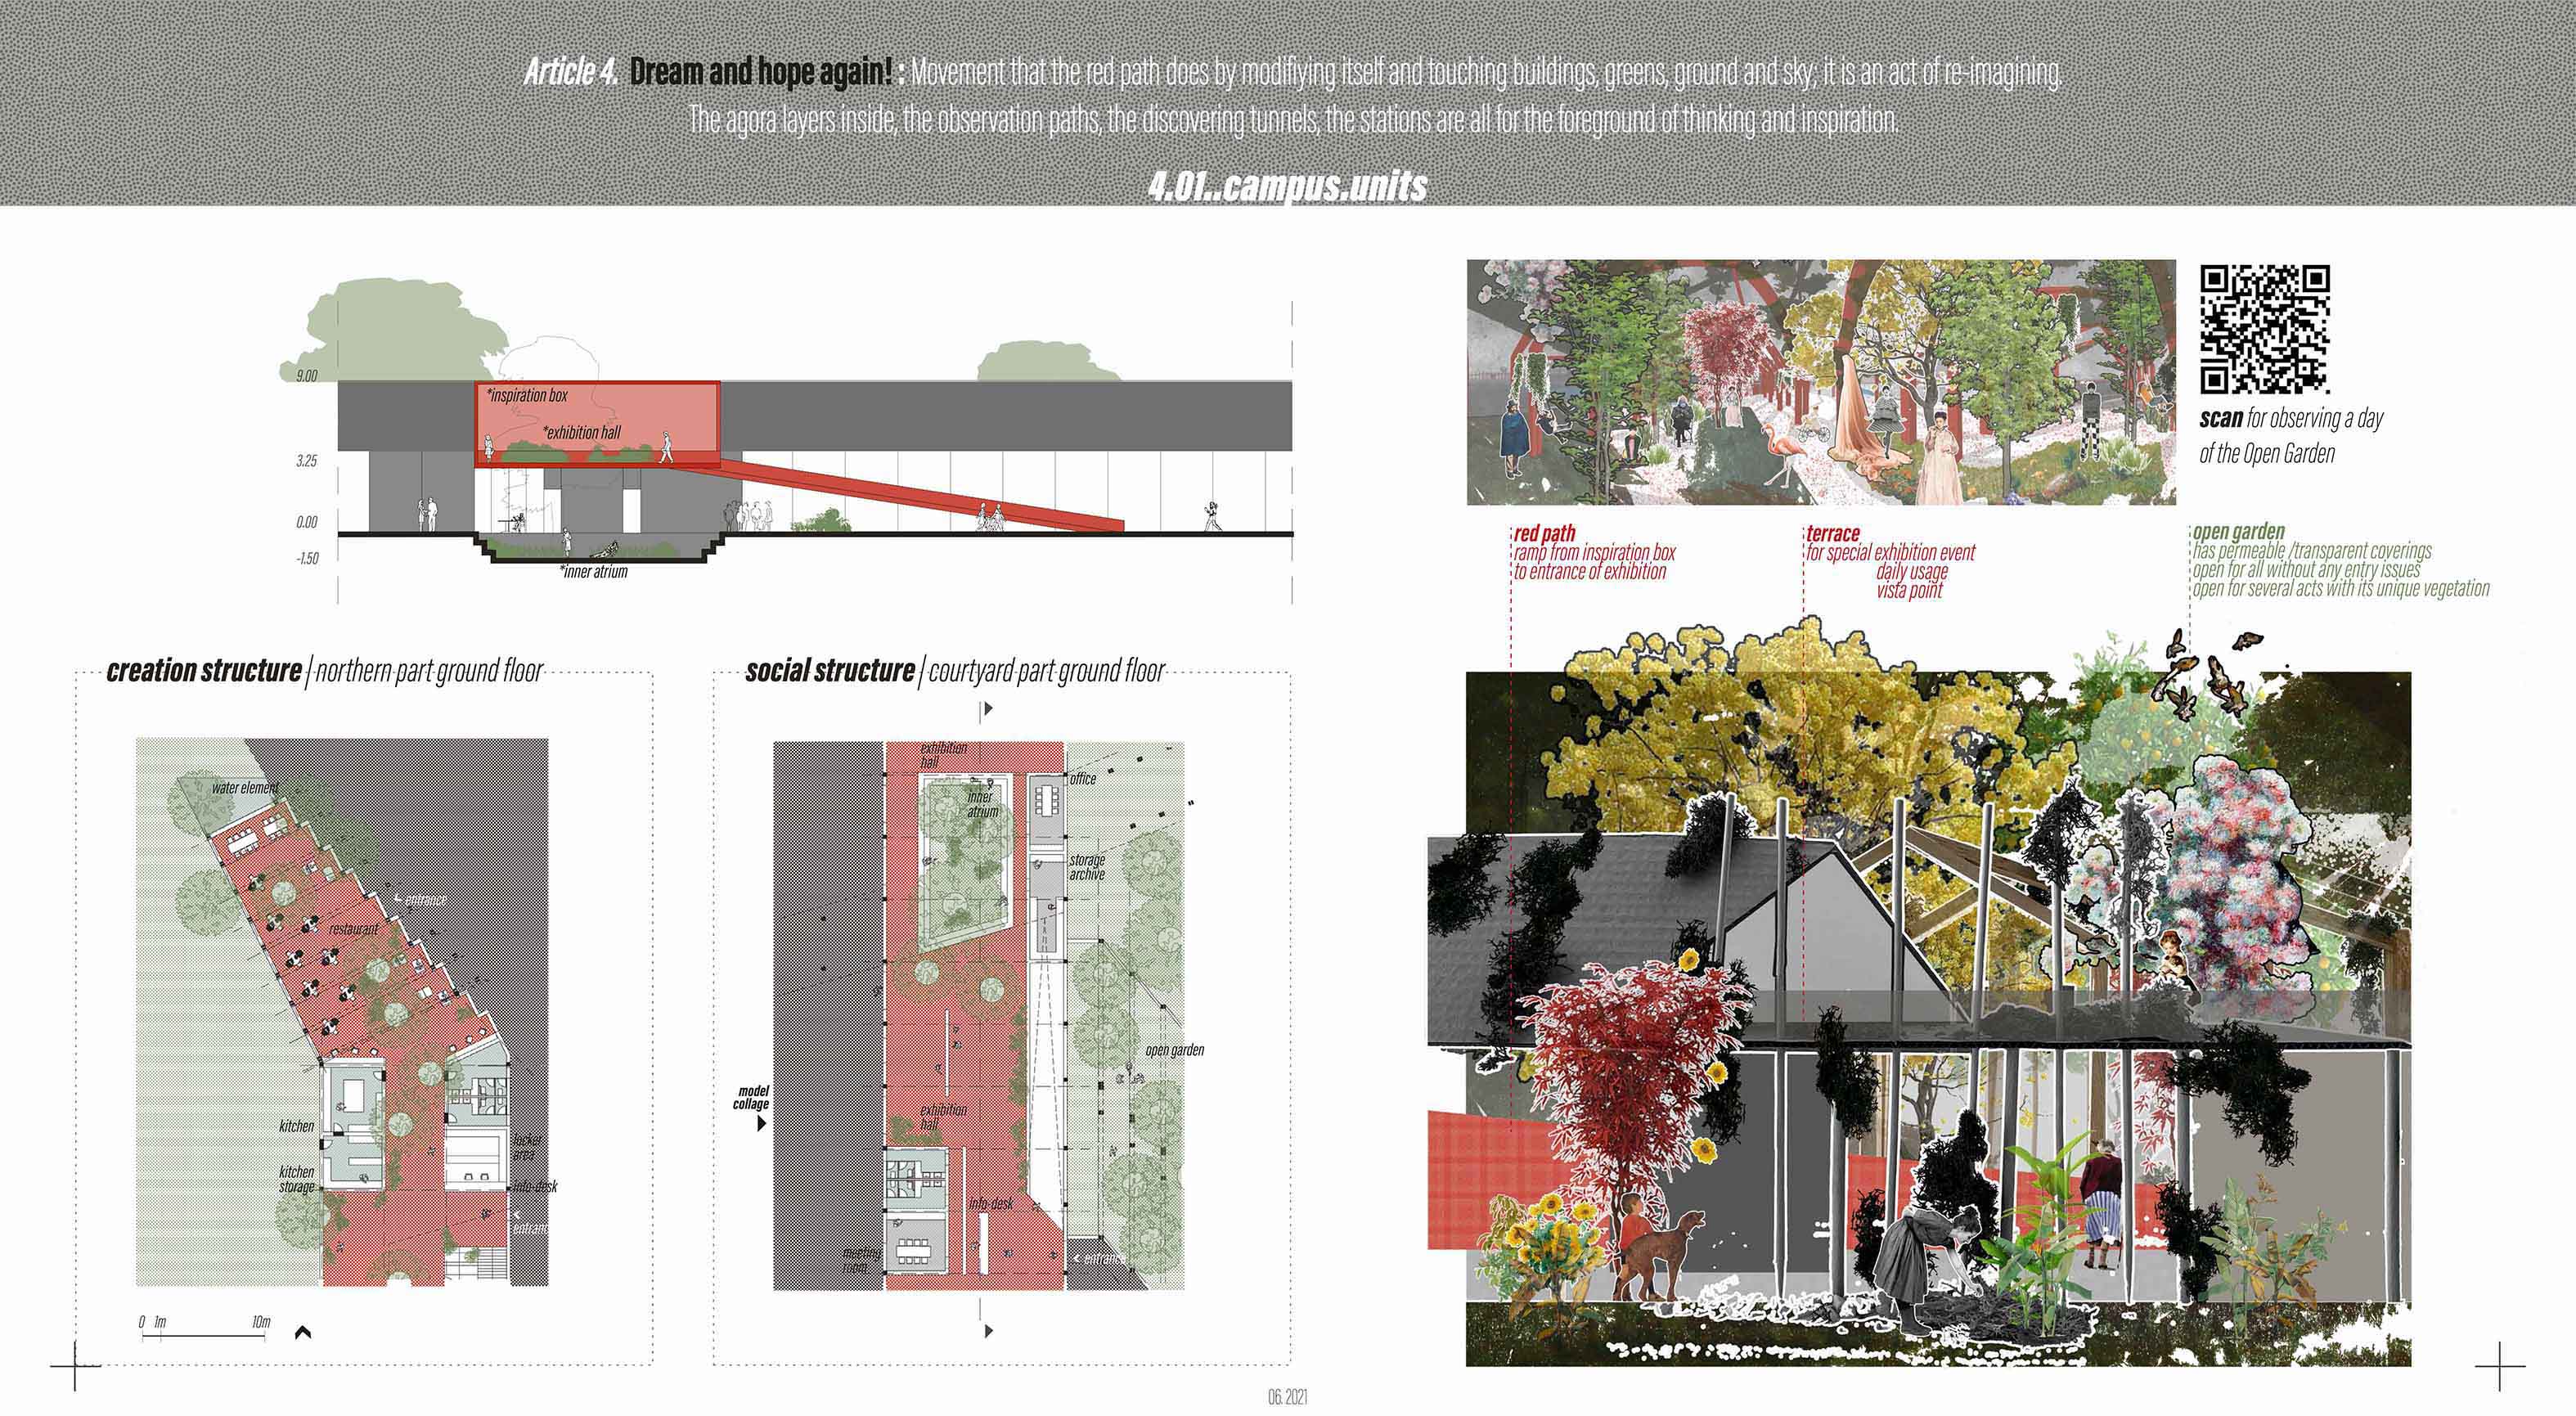 Article 4. Dream and hope again! : Movement that the red path does by modifiying itself and touching buildings, greens, ground and sky; it is an act of re-imagining.
The agora layers inside, the observation paths, the discovering tunnels, the stations are all for the foreground of thinking and inspiration.
4.01..campus.units
9.00
*inspiration box
*exhibition hall
3.25
0.00
-1.50
*inner atrium
scan for observing a day
of the Open Garden
red path
ramp from inspiration box
to entrance of exhibition
terrace
for special exhibition event
daily usage
vista point
open garden
has permeable /transparent coverings
open for all without any entry issues
open for several acts with its unique vegetation
creation structure | northern part ground floor
water element
entrance
restaurant
kitchen
locker
area
kitchen
storage
info-desk
entranc
0 1m 10m
social structure | courtyard part ground floor
exhibition
hall
office
inner
atrium
storage
archive
open garden
model
collage
exhibition
hall
info-desk
meeting
room
entrance
06.2021